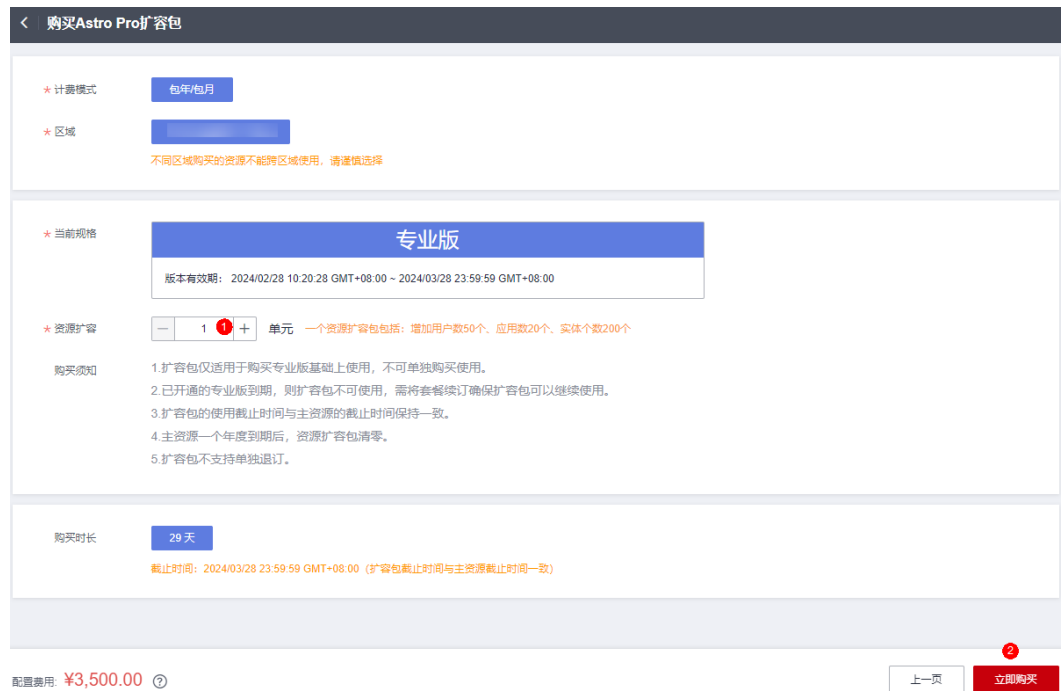 购买Astro Pro扩容包
* 计费模式 包年/包月
* 区域
不同区域购买的资源不能跨区域使用，请谨慎选择
* 当前规格 专业版
版本有效期： 2024/02/28 10:20:28 GMT+08:00 ~ 2024/03/28 23:59:59 GMT+08:00
* 资源扩容 — 1 1 + 单元 一个资源扩容包包括：增加用户数50个、应用数20个、实体个数200个
购买须知 1.扩容包仅适用于购买专业版基础上使用，不可单独购买使用。
2.已开通的专业版到期，则扩容包不可使用，需将套餐续订确保扩容包可以继续使用。
3.扩容包的使用截止时间与主资源的截止时间保持一致。
4.主资源一个年度到期后，资源扩容包清零。
5.扩容包不支持单独退订。
购买时长 29 天
截止时间：2024/03/28 23:59:59 GMT+08:00（扩容包截止时间与主资源截止时间一致）
2
配置费用: ¥3,500.00 ? 上一页 立即购买